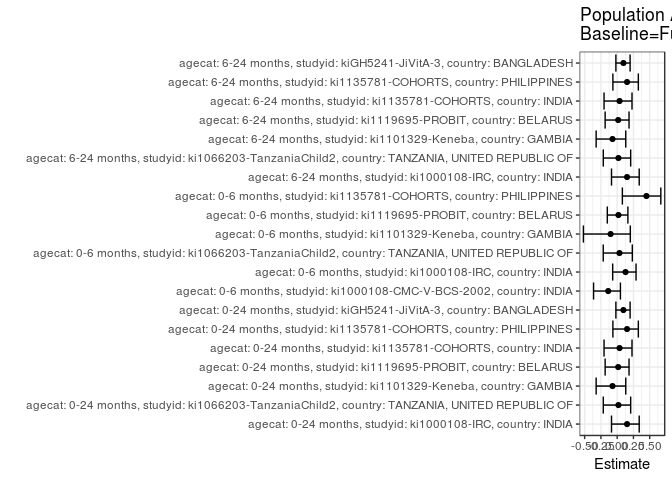 Population
Baseline=Fu
agecat: 6-24 months, studyid: kiGH5241-JiVitA-3, country: BANGLADESH
agecat: 6-24 months, studyid: ki1135781-COHORTS, country: PHILIPPINES
agecat: 6-24 months, studyid: ki1135781-COHORTS, country: INDIA
agecat: 6-24 months, studyid: ki1119695-PROBIT, country: BELARUS
agecat: 6-24 months, studyid: ki1101329-Keneba, country: GAMBIA
agecat: 6-24 months, studyid: ki1066203-TanzaniaChild2, country: TANZANIA, UNITED REPUBLIC OF
agecat: 6-24 months, studyid: ki1000108-IRC, country: INDIA
agecat: 0-6 months, studyid: ki1135781-COHORTS, country: PHILIPPINES
agecat: 0-6 months, studyid: ki1119695-PROBIT, country: BELARUS
agecat: 0-6 months, studyid: ki1101329-Keneba, country: GAMBIA
agecat: 0-6 months, studyid: ki1066203-TanzaniaChild2, country: TANZANIA, UNITED REPUBLIC OF
agecat: 0-6 months, studyid: ki1000108-IRC, country: INDIA
agecat: 0-6 months, studyid: ki1000108-CMC-V-BCS-2002, country: INDIA
agecat: 0-24 months, studyid: kiGH5241-JiVitA-3, country: BANGLADESH
agecat: 0-24 months, studyid: ki1135781-COHORTS, country: PHILIPPINES
agecat: 0-24 months, studyid: ki1135781-COHORTS, country: INDIA
agecat: 0-24 months, studyid: ki1119695-PROBIT, country: BELARUS
agecat: 0-24 months, studyid: ki1101329-Keneba, country: GAMBIA
agecat: 0-24 months, studyid: ki1066203-TanzaniaChild2, country: TANZANIA, UNITED REPUBLIC OF
agecat: 0-24 months, studyid: ki1000108-IRC, country: INDIA
-0.50 -0.25 0.00 0.25 0.50
Estimate